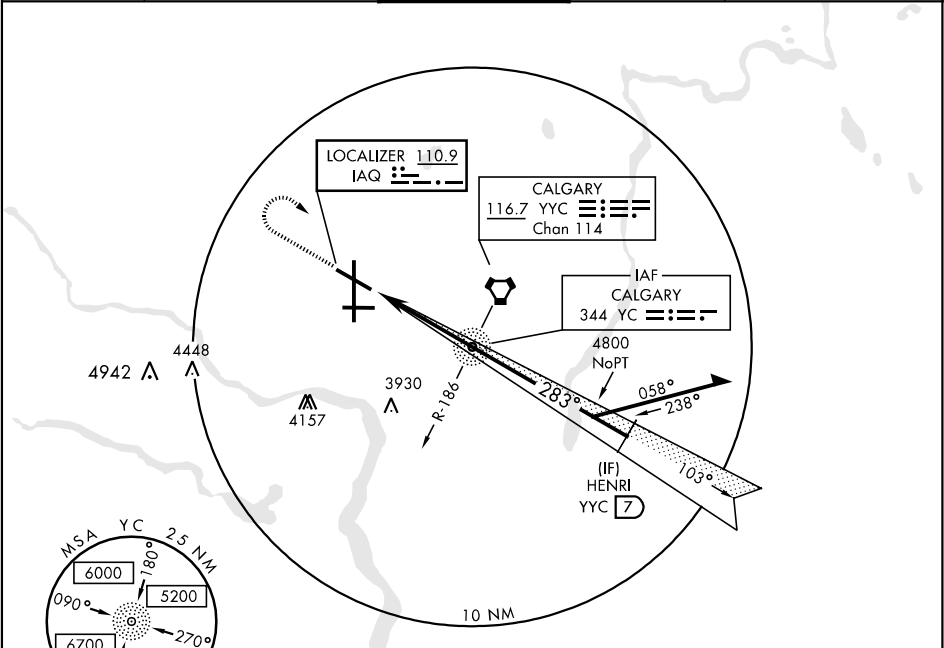 LOCALIZER 110.9
IAQ
CALGARY
116.7 YYC
Chan 114
IAF
CALGARY
344 YC
4800
NoPT
4448
4942
3930
4157
R-186
283°
058°
238°
103°
(IF)
HENRI
YYC 7
10 NM
MSA YC 25 NM
180°
6000
5200
090°
270°
6700